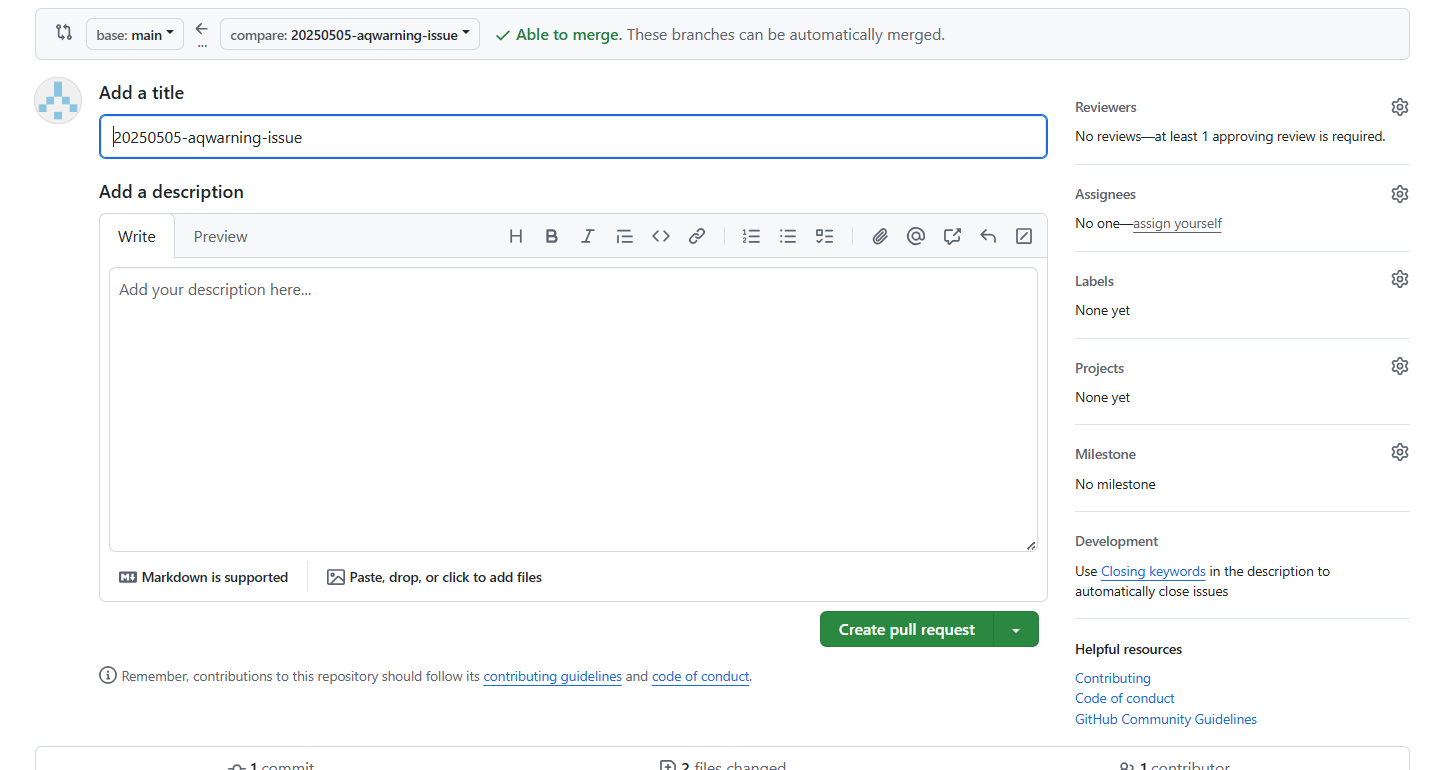 base: main
...
compare: 20250505-aqwarning-issue
Able to merge. These branches can be automatically merged.
Add a title
20250505-aqwarning-issue
Add a description
Write
Preview
Add your description here...
Markdown is supported
Paste, drop, or click to add files
Create pull request
Remember, contributions to this repository should follow its contributing guidelines and code of conduct.
Reviewers
No reviews—at least 1 approving review is required.
Assignees
No one—assign yourself
Labels
None yet
Projects
None yet
Milestone
No milestone
Development
Use Closing keywords in the description to
automatically close issues
Helpful resources
Contributing
Code of conduct
GitHub Community Guidelines
1 commit
2 files changed
1 contributor